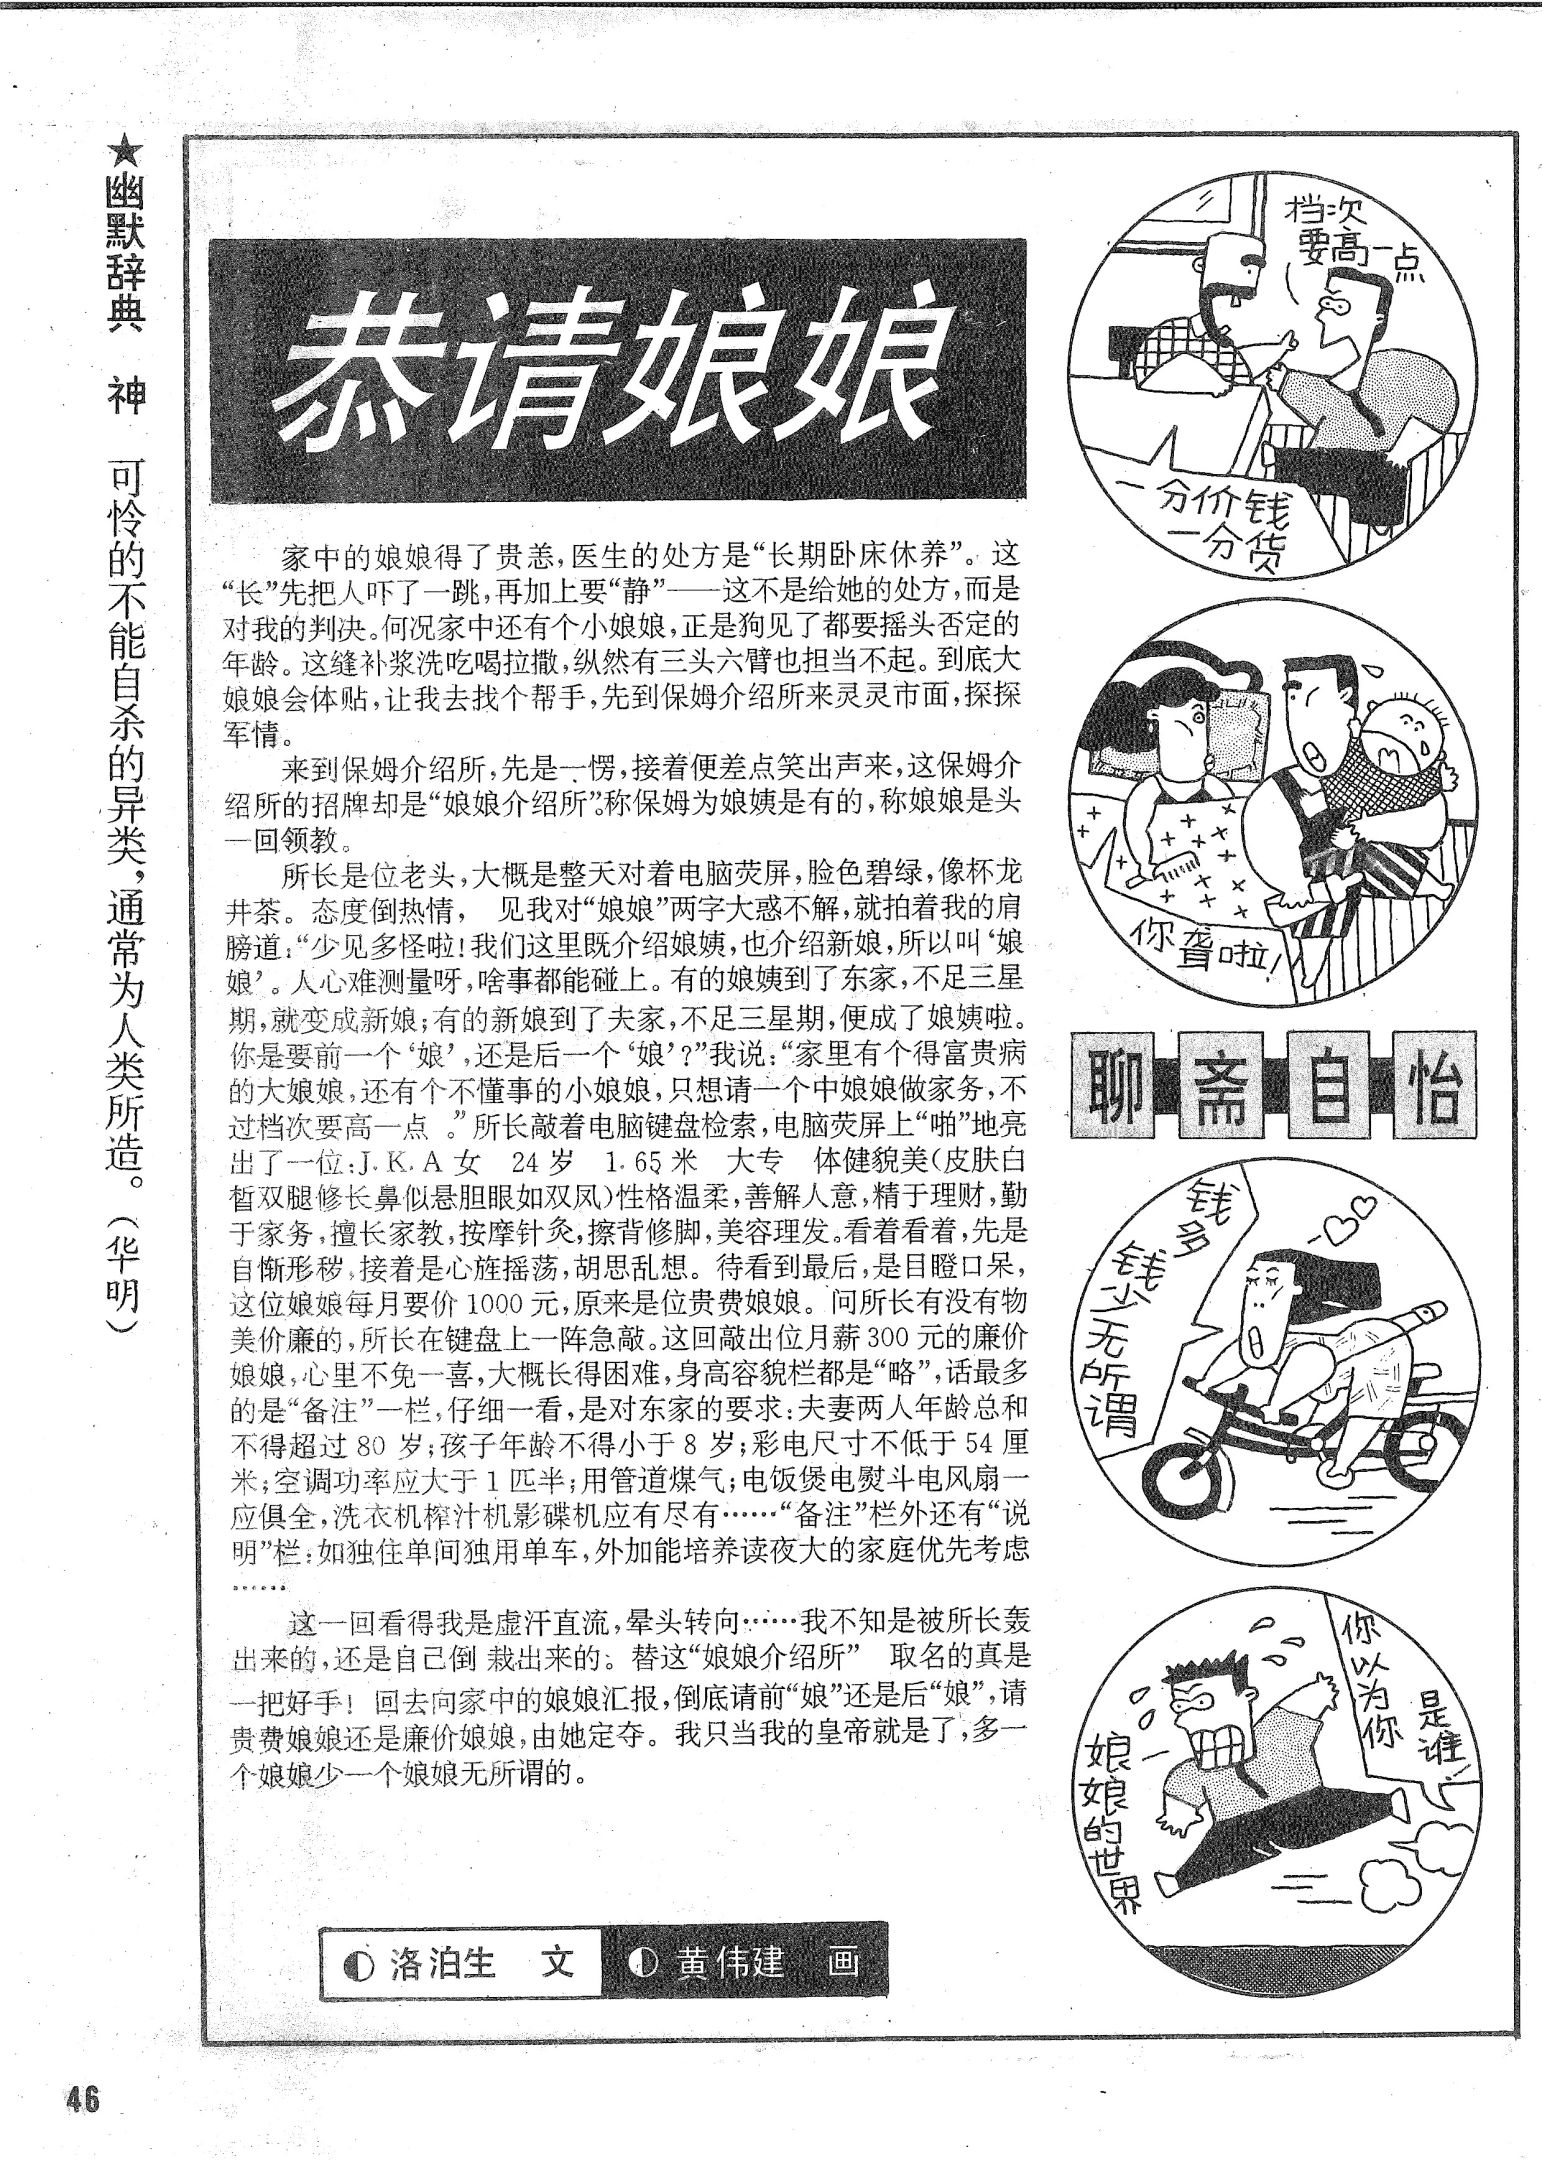 ★幽默辞典　神　可怜的不能自杀的异类，通常为人类所造。（华明）
恭请娘娘
家中的娘娘得了贵恙，医生的处方是“长期卧床休养”。这
“长”先把人吓了一跳，再加上要“静”——这不是给她的处方，而是
对我的判决。何况家中还有个小娘娘，正是狗见了都要摇头否定的
年龄。这缝补浆洗吃喝拉撒，纵然有三头六臂也担当不起。到底大
娘娘会体贴，让我去找个帮手，先到保姆介绍所来灵灵市面，探探
军情。
来到保姆介绍所，先是一愣，接着便差点笑出声来，这保姆介
绍所的招牌却是“娘娘介绍所”。称保姆为娘姨是有的，称娘娘是头
一回领教。
所长是位老头，大概是整天对着电脑荧屏，脸色碧绿，像杯龙
井茶。态度倒热情，　见我对“娘娘”两字大惑不解，就拍着我的肩
膀道：“少见多怪啦！我们这里既介绍娘姨，也介绍新娘，所以叫‘娘
娘’。人心难测量呀，啥事都能碰上。有的娘姨到了东家，不足三星
期，就变成新娘；有的新娘到了夫家，不足三星期，便成了娘姨啦。
你是要前一个‘娘’，还是后一个‘娘’？”我说：“家里有个得富贵病
的大娘娘，还有个不懂事的小娘娘，只想请一个中娘娘做家务，不
过档次要高一点 。”所长敲着电脑键盘检索，电脑荧屏上“啪”地亮
出了一位：J.K.A女　24岁　1.65米　大专　体健貌美（皮肤白
皙双腿修长鼻似悬胆眼如双凤）性格温柔，善解人意，精于理财，勤
于家务，擅长家教，按摩针灸，擦背修脚，美容理发。看着看着，先是
自惭形秽，接着是心旌摇荡，胡思乱想。待看到最后，是目瞪口呆，
这位娘娘每月要价1000元，原来是位贵费娘娘。问所长有没有物
美价廉的，所长在键盘上一阵急敲。这回敲出位月薪300元的廉价
娘娘，心里不免一喜，大概长得困难，身高容貌栏都是“略”，话最多
的是“备注”一栏，仔细一看，是对东家的要求：夫妻两人年龄总和
不得超过80岁；孩子年龄不得小于8岁；彩电尺寸不低于54厘
米；空调功率应大于1匹半；用管道煤气；电饭煲电熨斗电风扇一
应俱全，洗衣机榨汁机影碟机应有尽有……“备注”栏外还有“说
明”栏：如独住单间独用单车，外加能培养读夜大的家庭优先考虑
……
这一回看得我是虚汗直流，晕头转向……我不知是被所长轰
出来的，还是自己倒栽出来的。替这“娘娘介绍所”　取名的真是
一把好手！回去向家中的娘娘汇报，倒底请前“娘”还是后“娘”，请
贵费娘娘还是廉价娘娘，由她定夺。我只当我的皇帝就是了，多一
个娘娘少一个娘娘无所谓的。
洛泊生　文
黄伟建　画
档次
要高一点
一分价钱
一分货
你聋啦！
聊斋自怡
钱多
钱少无所谓
你以为你
是谁！
娘娘的世界
46